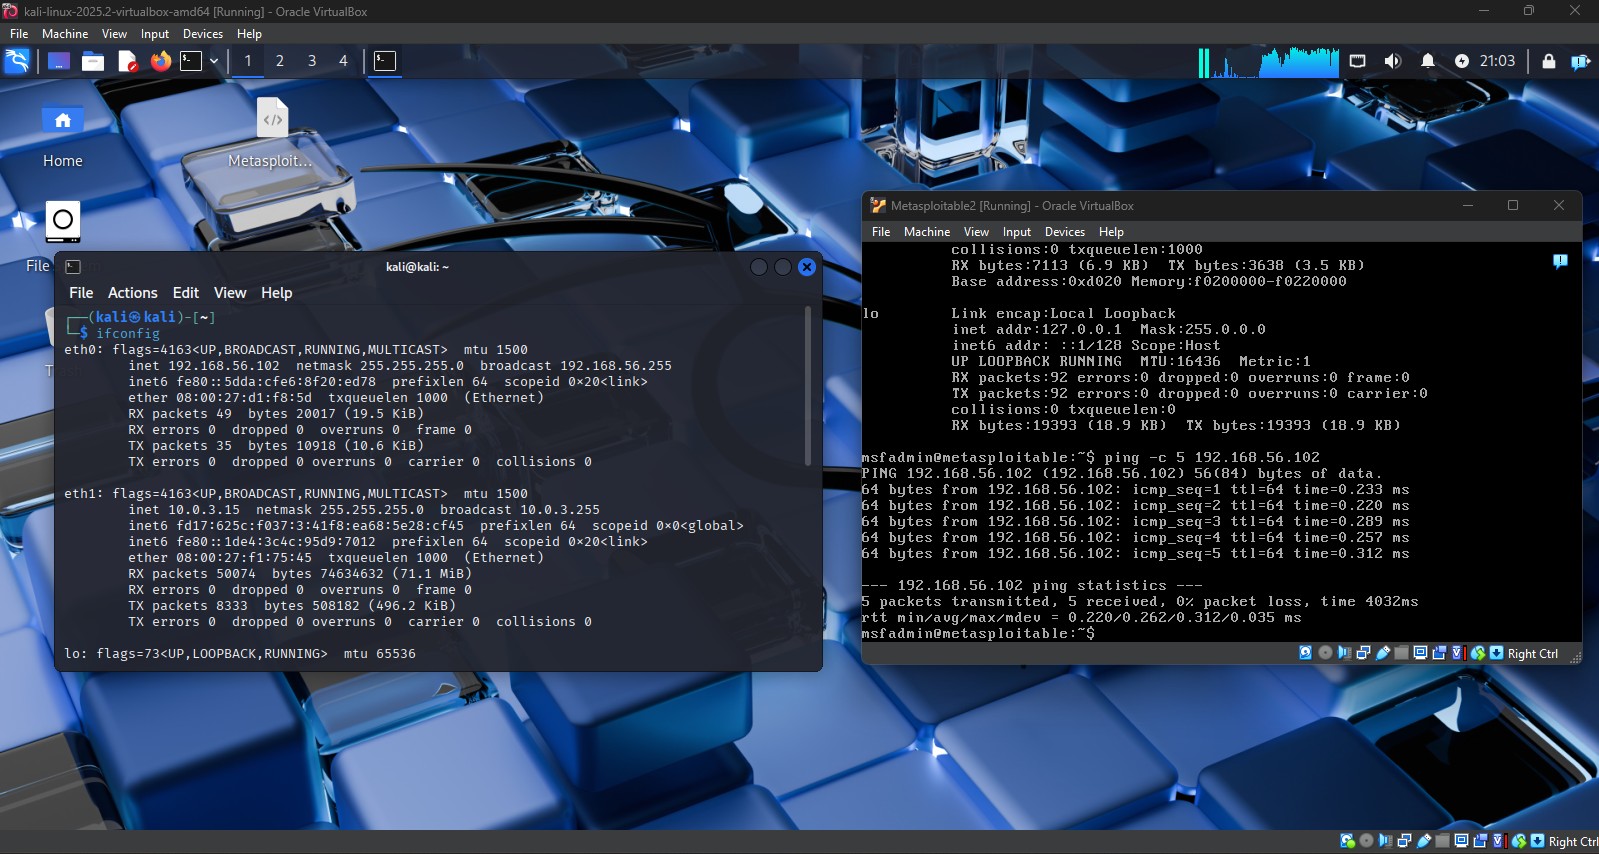 kali-linux-2025.2-virtualbox-amd64 [Running] - Oracle VirtualBox
File Machine View Input Devices Help
1 2 3 4
21:03
Home
Metasploit...
File
kali@kali: ~
File Actions Edit View Help
┌──(kali㉿kali)-[~]
└─$ ifconfig
eth0: flags=4163<UP,BROADCAST,RUNNING,MULTICAST>  mtu 1500
        inet 192.168.56.102  netmask 255.255.255.0  broadcast 192.168.56.255
        inet6 fe80::5dda:cfe6:8f20:ed78  prefixlen 64  scopeid 0×20<link>
        ether 08:00:27:d1:f8:5d  txqueuelen 1000  (Ethernet)
        RX packets 49  bytes 20017 (19.5 KiB)
        RX errors 0  dropped 0  overruns 0  frame 0
        TX packets 35  bytes 10918 (10.6 KiB)
        TX errors 0  dropped 0 overruns 0  carrier 0  collisions 0
eth1: flags=4163<UP,BROADCAST,RUNNING,MULTICAST>  mtu 1500
        inet 10.0.3.15  netmask 255.255.255.0  broadcast 10.0.3.255
        inet6 fd17:625c:f037:3:41f8:ea68:5e28:cf45  prefixlen 64  scopeid 0×0<global>
        inet6 fe80::1de4:3c4c:95d9:7012  prefixlen 64  scopeid 0×20<link>
        ether 08:00:27:f1:75:45  txqueuelen 1000  (Ethernet)
        RX packets 50074  bytes 74634632 (71.1 MiB)
        RX errors 0  dropped 0  overruns 0  frame 0
        TX packets 8333  bytes 508182 (496.2 KiB)
        TX errors 0  dropped 0 overruns 0  carrier 0  collisions 0
lo: flags=73<UP,LOOPBACK,RUNNING>  mtu 65536
Metasploitable2 [Running] - Oracle VirtualBox
File Machine View Input Devices Help
          collisions:0 txqueuelen:1000
          RX bytes:7113 (6.9 KB)  TX bytes:3638 (3.5 KB)
          Base address:0xd020 Memory:f0200000-f0220000
lo        Link encap:Local Loopback
          inet addr:127.0.0.1  Mask:255.0.0.0
          inet6 addr: ::1/128 Scope:Host
          UP LOOPBACK RUNNING  MTU:16436  Metric:1
          RX packets:92 errors:0 dropped:0 overruns:0 frame:0
          TX packets:92 errors:0 dropped:0 overruns:0 carrier:0
          collisions:0 txqueuelen:0
          RX bytes:19393 (18.9 KB)  TX bytes:19393 (18.9 KB)
msfadmin@metasploitable:~$ ping -c 5 192.168.56.102
PING 192.168.56.102 (192.168.56.102) 56(84) bytes of data.
64 bytes from 192.168.56.102: icmp_seq=1 ttl=64 time=0.233 ms
64 bytes from 192.168.56.102: icmp_seq=2 ttl=64 time=0.220 ms
64 bytes from 192.168.56.102: icmp_seq=3 ttl=64 time=0.289 ms
64 bytes from 192.168.56.102: icmp_seq=4 ttl=64 time=0.257 ms
64 bytes from 192.168.56.102: icmp_seq=5 ttl=64 time=0.312 ms
--- 192.168.56.102 ping statistics ---
5 packets transmitted, 5 received, 0% packet loss, time 4032ms
rtt min/avg/max/mdev = 0.220/0.262/0.312/0.035 ms
msfadmin@metasploitable:~$
Right Ctrl
Right Ctrl